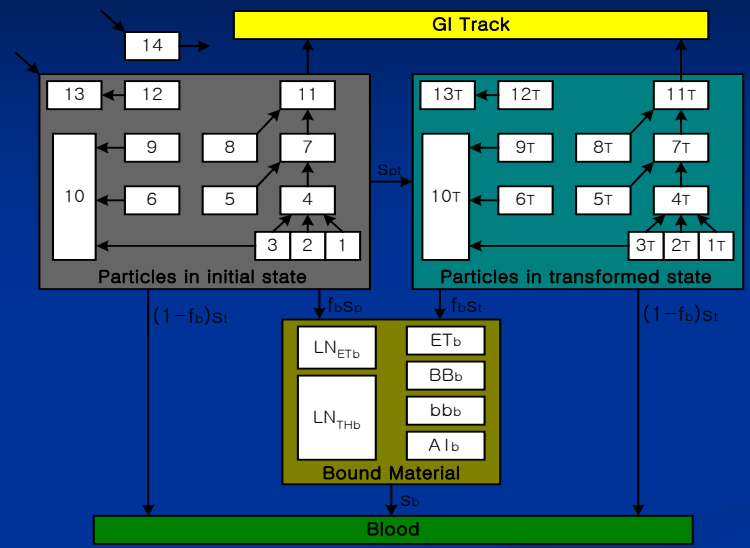 GI Track
14
13 12 11 13T 12T 11T
9 8 7 9T 8T 7T
10 10T
6 5 4 6T 5T 4T
spt
3 2 1 3T 2T 1T
Particles in initial state Particles in transformed state
(1-fb)st fbsp fbst (1-fb)st
LNETb ETb
BBb
LNTHb bbb
AIb
Bound Material
sb
Blood